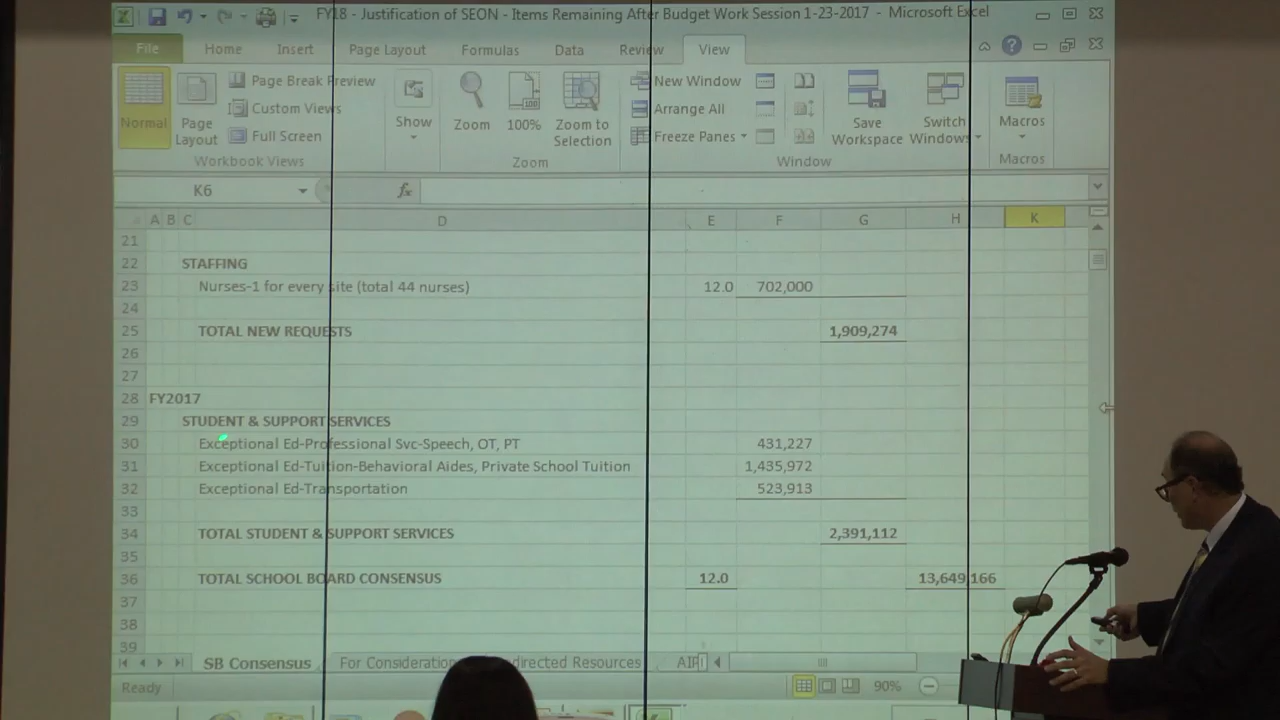 FY18 - Justification of SEON - Items Remaining After Budget Work Session 1-23-2017 - Microsoft Excel
File Home Insert Page Layout Formulas Data Review View
Normal
Page Layout
Page Break Preview
Custom Views
Full Screen
Workbook Views
Show
Zoom
100%
Zoom to Selection
Zoom
New Window
Arrange All
Freeze Panes
Save Workspace
Switch Windows
Window
Macros
Macros
K6 fx
A B C D E F G H K
21
22 STAFFING
23 Nurses-1 for every site (total 44 nurses) 12.0 702,000
24
25 TOTAL NEW REQUESTS 1,909,274
26
27
28 FY2017
29 STUDENT & SUPPORT SERVICES
30 Exceptional Ed-Professional Svc-Speech, OT, PT 431,227
31 Exceptional Ed-Tuition-Behavioral Aides, Private School Tuition 1,435,972
32 Exceptional Ed-Transportation 523,913
33
34 TOTAL STUDENT & SUPPORT SERVICES 2,391,112
35
36 TOTAL SCHOOL BOARD CONSENSUS 12.0 13,649,166
37
38
39
SB Consensus For Consideration directed Resources
Ready 90%